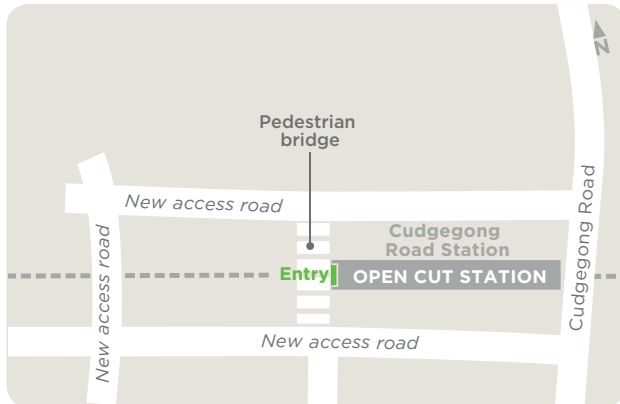 N
Pedestrian
bridge
New access road
Cudgegong
Road Station
Cudgegong Road
New access road
Entry
OPEN CUT STATION
New access road